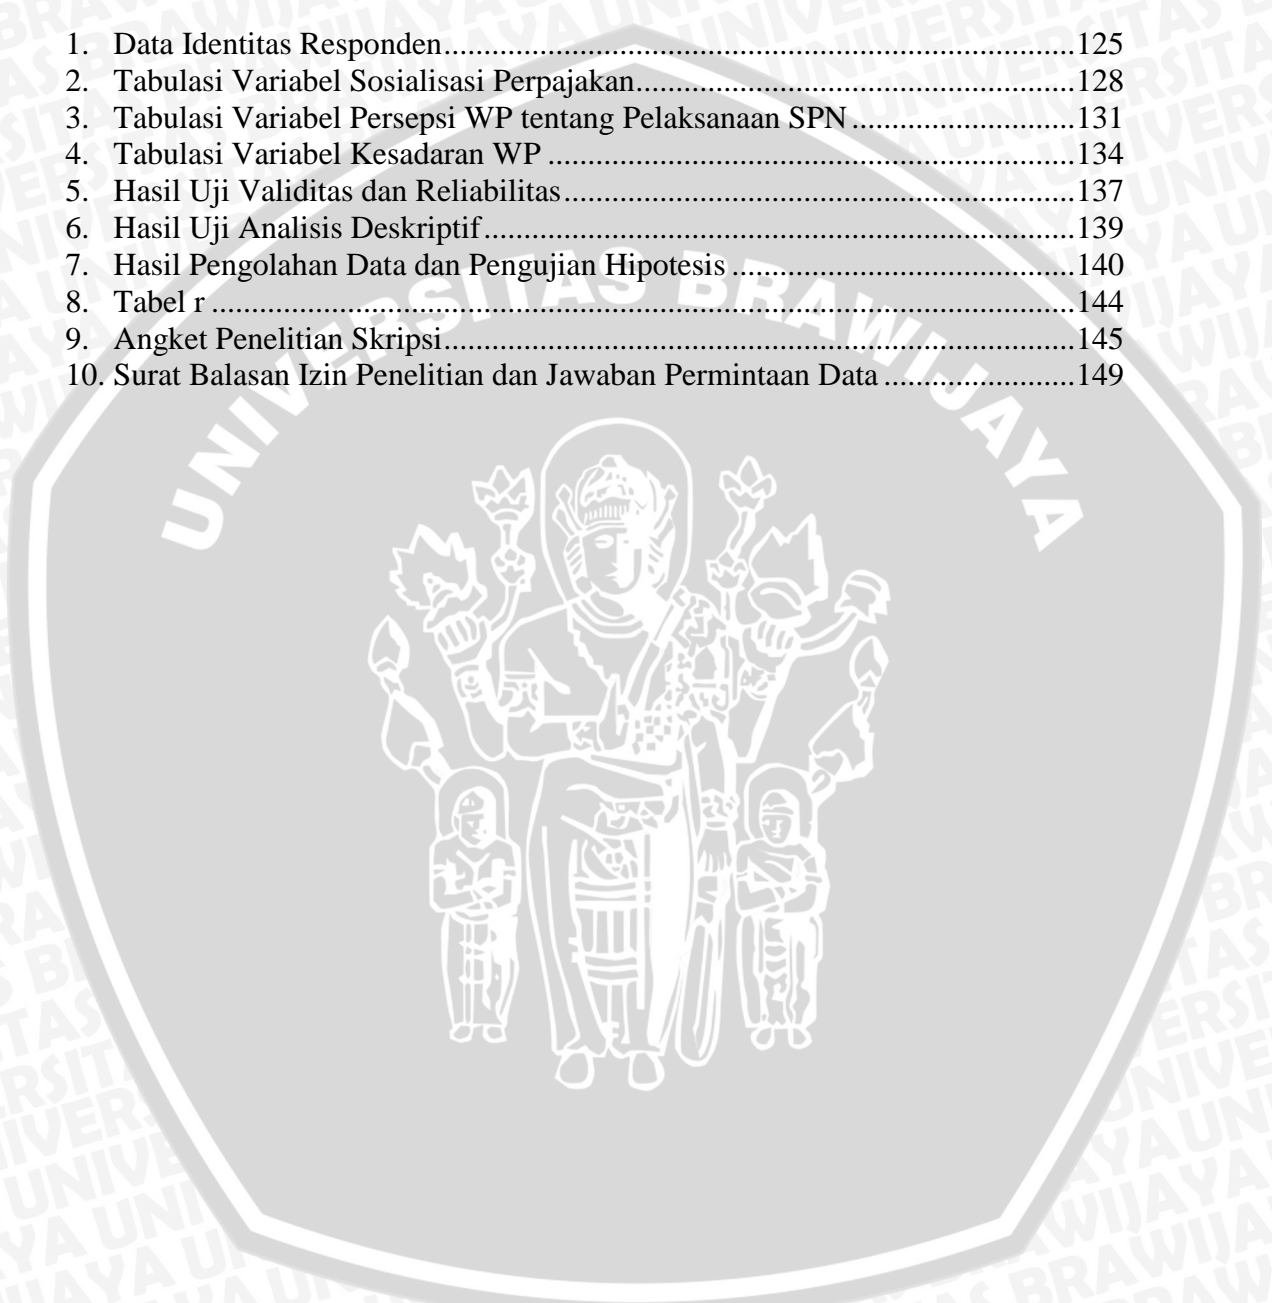 1. Data Identitas Responden.....................................................................................125
2. Tabulasi Variabel Sosialisasi Perpajakan...........................................................128
3. Tabulasi Variabel Persepsi WP tentang Pelaksanaan SPN ..............................131
4. Tabulasi Variabel Kesadaran WP .......................................................................134
5. Hasil Uji Validitas dan Reliabilitas.....................................................................137
6. Hasil Uji Analisis Deskriptif................................................................................139
7. Hasil Pengolahan Data dan Pengujian Hipotesis ..............................................140
8. Tabel r ....................................................................................................................144
9. Angket Penelitian Skripsi.....................................................................................145
10. Surat Balasan Izin Penelitian dan Jawaban Permintaan Data .........................149
UNIVERSITAS BRAWIJAYA